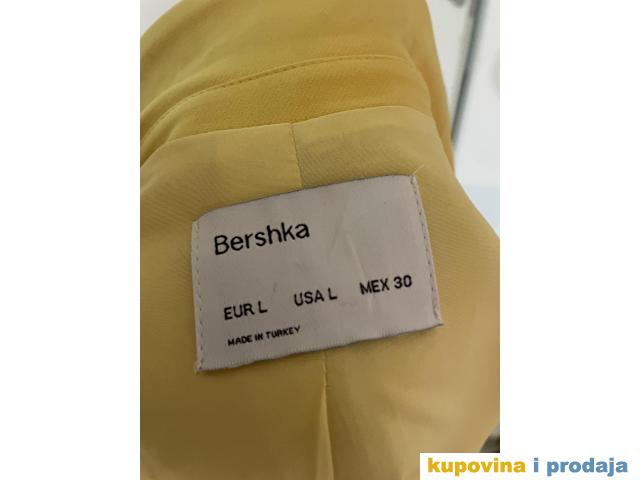 Bershka
EUR L USA L MEX 30
MADE IN TURKEY
kupovina i prodaja